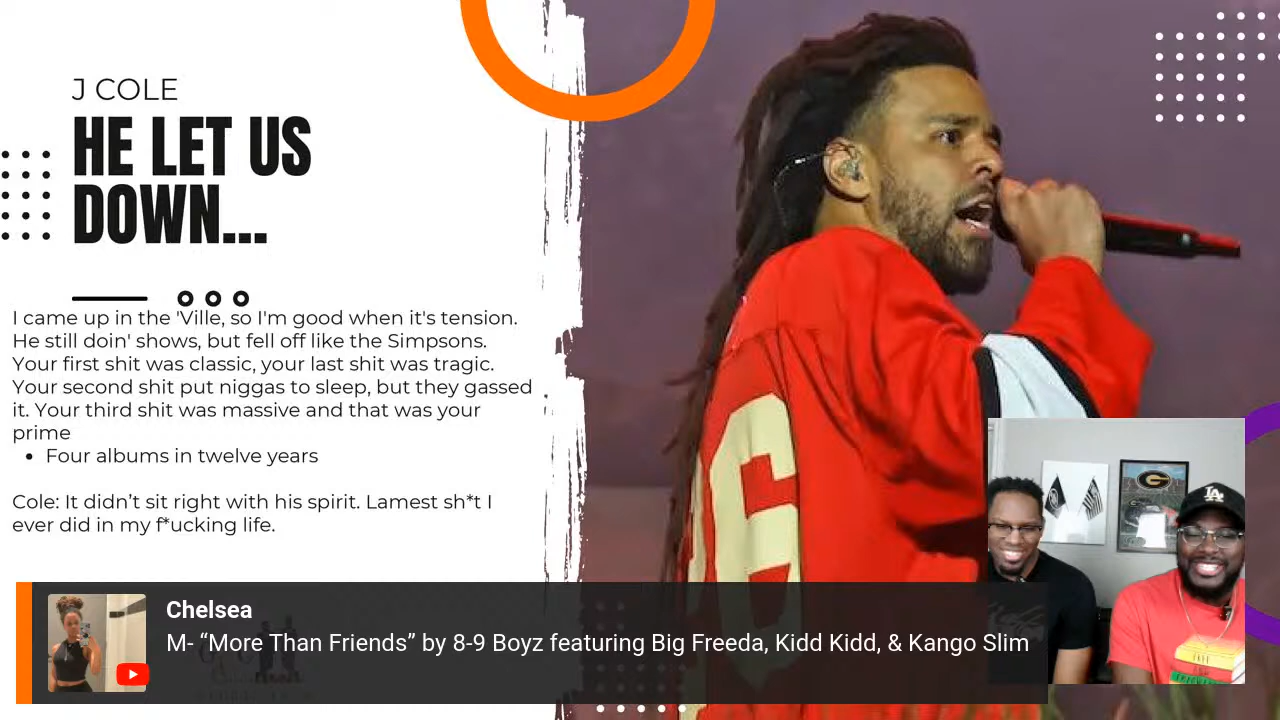 J COLE
HE LET US
DOWN...
I came up in the 'Ville, so I'm good when it's tension.
He still doin' shows, but fell off like the Simpsons.
Your first shit was classic, your last shit was tragic.
Your second shit put niggas to sleep, but they gassed
it. Your third shit was massive and that was your
prime
• Four albums in twelve years
Cole: It didn’t sit right with his spirit. Lamest sh*t I
ever did in my f*ucking life.
Chelsea
M- “More Than Friends” by 8-9 Boyz featuring Big Freeda, Kidd Kidd, & Kango Slim
LA
G
6